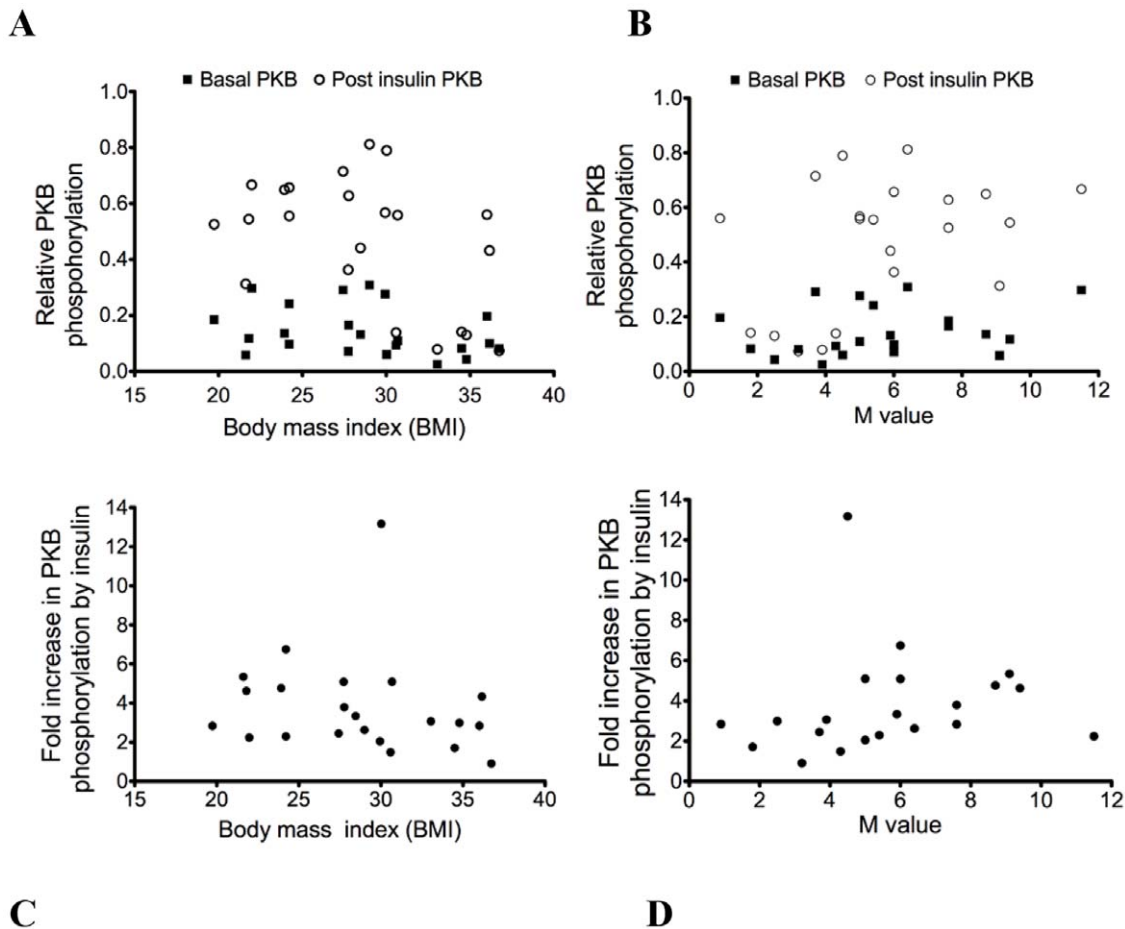 A
B
Basal PKB Post insulin PKB
Relative PKB
phospohorylation
1.0
0.8
0.6
0.4
0.2
0.0
15 20 25 30 35 40
Body mass index (BMI)
Basal PKB Post insulin PKB
Relative PKB
phospohorylation
1.0
0.8
0.6
0.4
0.2
0.0
0 2 4 6 8 10 12
M value
Fold increase in PKB
phosphorylation by insulin
14
12
10
8
6
4
2
0
15 20 25 30 35 40
Body mass index (BMI)
Fold increase in PKB
phosphorylation by insulin
14
12
10
8
6
4
2
0
0 2 4 6 8 10 12
M value
C
D